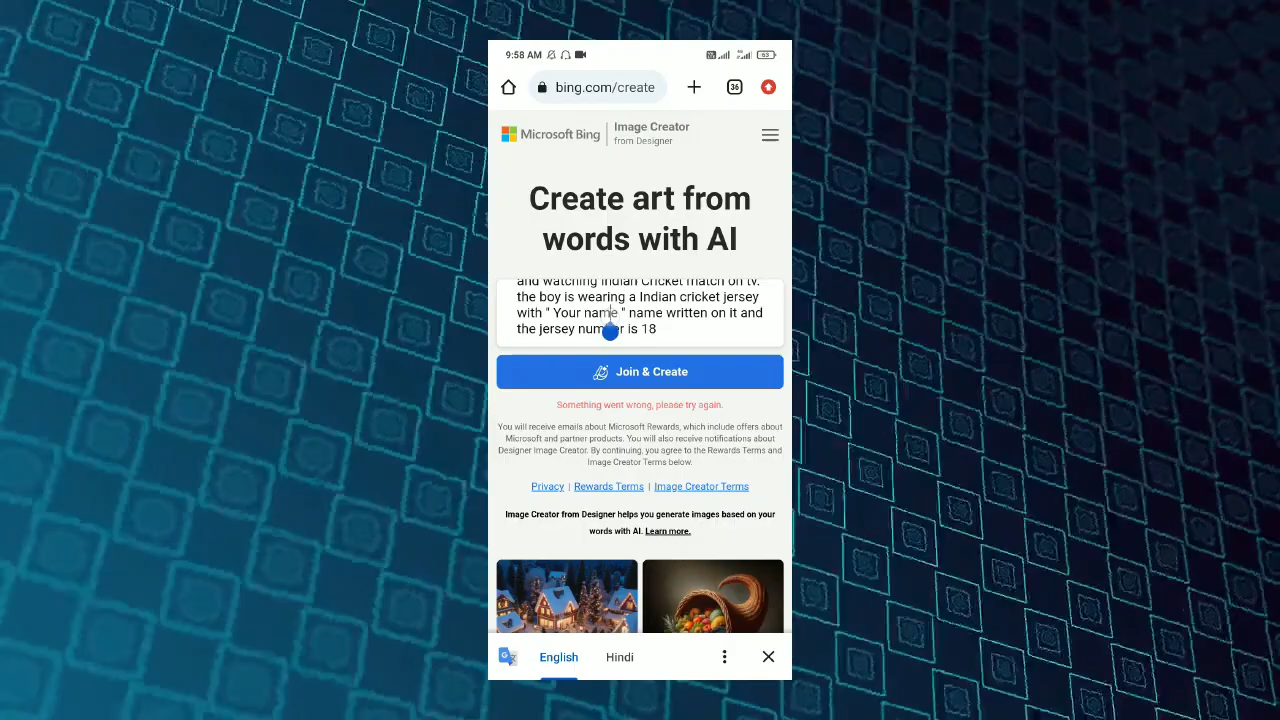 9:58 AM
63
bing.com/create
36
Microsoft Bing
Image Creator
from Designer
Create art from
words with AI
and watching Indian Cricket match on tv.
the boy is wearing a Indian cricket jersey
with " Your name " name written on it and
the jersey number is 18
Join & Create
Something went wrong, please try again.
You will receive emails about Microsoft Rewards, which include offers about
Microsoft and partner products. You will also receive notifications about
Designer Image Creator. By continuing, you agree to the Rewards Terms and
Image Creator Terms below.
Privacy | Rewards Terms | Image Creator Terms
Image Creator from Designer helps you generate images based on your
words with AI. Learn more.
English Hindi